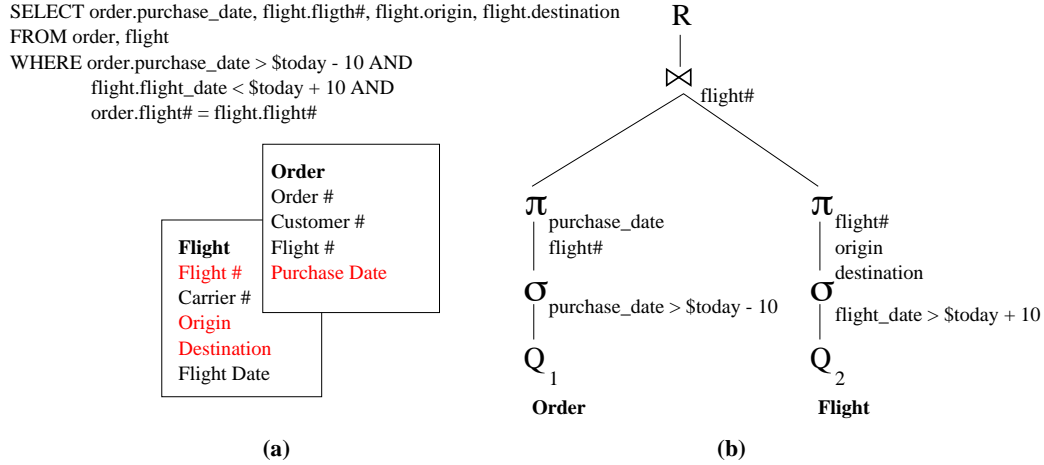 SELECT order.purchase_date, flight.fligth#, flight.origin, flight.destination
FROM order, flight
WHERE order.purchase_date > $today - 10 AND
flight.flight_date < $today + 10 AND
order.flight# = flight.flight#
Order
Order #
Customer #
Flight #
Purchase Date
Flight
Flight #
Carrier #
Origin
Destination
Flight Date
(a)
R
⋈ flight#
π purchase_date
flight#
σ purchase_date > $today - 10
Q1
Order
π flight#
origin
destination
σ flight_date > $today + 10
Q2
Flight
(b)